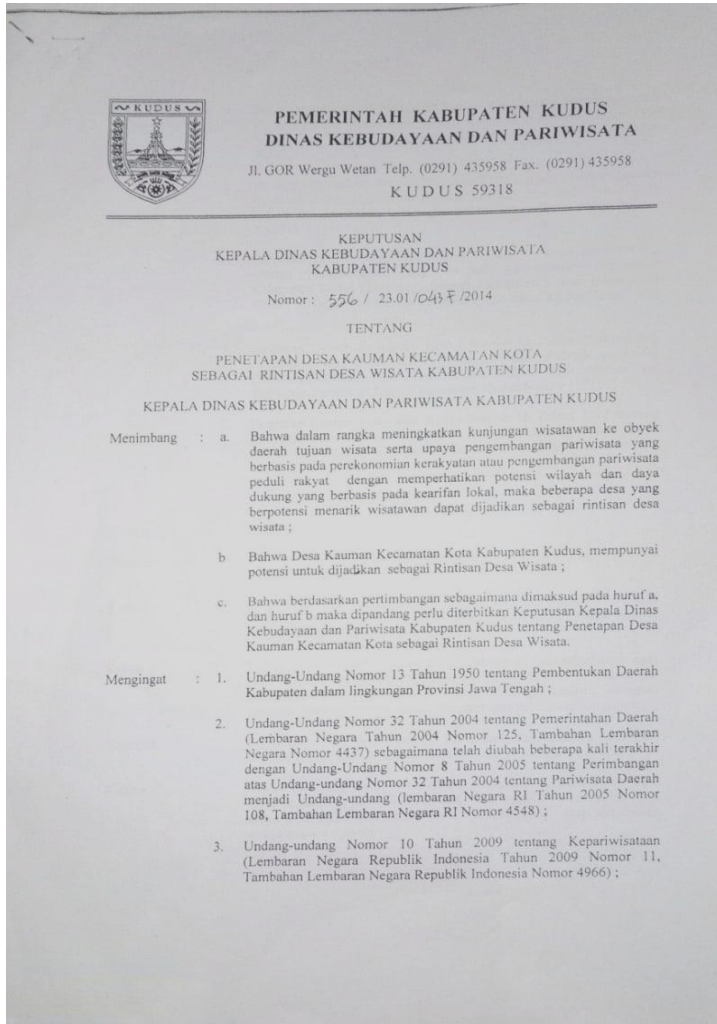 KUDUS
PEMERINTAH KABUPATEN KUDUS
DINAS KEBUDAYAAN DAN PARIWISATA
Jl. GOR Wergu Wetan Telp. (0291) 435958 Fax. (0291) 435958
KUDUS 59318
KEPUTUSAN
KEPALA DINAS KEBUDAYAAN DAN PARIWISATA
KABUPATEN KUDUS
Nomor : 556 / 23.01 /043 F /2014
TENTANG
PENETAPAN DESA KAUMAN KECAMATAN KOTA
SEBAGAI RINTISAN DESA WISATA KABUPATEN KUDUS
KEPALA DINAS KEBUDAYAAN DAN PARIWISATA KABUPATEN KUDUS
Menimbang : a. Bahwa dalam rangka meningkatkan kunjungan wisatawan ke obyek
daerah tujuan wisata serta upaya pengembangan pariwisata yang
berbasis pada perekonomian kerakyatan atau pengembangan pariwisata
peduli rakyat dengan memperhatikan potensi wilayah dan daya
dukung yang berbasis pada kearifan lokal, maka beberapa desa yang
berpotensi menarik wisatawan dapat dijadikan sebagai rintisan desa
wisata ;
b Bahwa Desa Kauman Kecamatan Kota Kabupaten Kudus, mempunyai
potensi untuk dijadikan sebagai Rintisan Desa Wisata ;
c. Bahwa berdasarkan pertimbangan sebagaimana dimaksud pada huruf a,
dan huruf b maka dipandang perlu diterbitkan Keputusan Kepala Dinas
Kebudayaan dan Pariwisata Kabupaten Kudus tentang Penetapan Desa
Kauman Kecamatan Kota sebagai Rintisan Desa Wisata.
Mengingat : 1. Undang-Undang Nomor 13 Tahun 1950 tentang Pembentukan Daerah
Kabupaten dalam lingkungan Provinsi Jawa Tengah ;
2. Undang-Undang Nomor 32 Tahun 2004 tentang Pemerintahan Daerah
(Lembaran Negara Tahun 2004 Nomor 125, Tambahan Lembaran
Negara Nomor 4437) sebagaimana telah diubah beberapa kali terakhir
dengan Undang-Undang Nomor 8 Tahun 2005 tentang Perimbangan
atas Undang-undang Nomor 32 Tahun 2004 tentang Pariwisata Daerah
menjadi Undang-undang (lembaran Negara RI Tahun 2005 Nomor
108, Tambahan Lembaran Negara RI Nomor 4548) ;
3. Undang-undang Nomor 10 Tahun 2009 tentang Kepariwisataan
(Lembaran Negara Republik Indonesia Tahun 2009 Nomor 11,
Tambahan Lembaran Negara Republik Indonesia Nomor 4966) ;